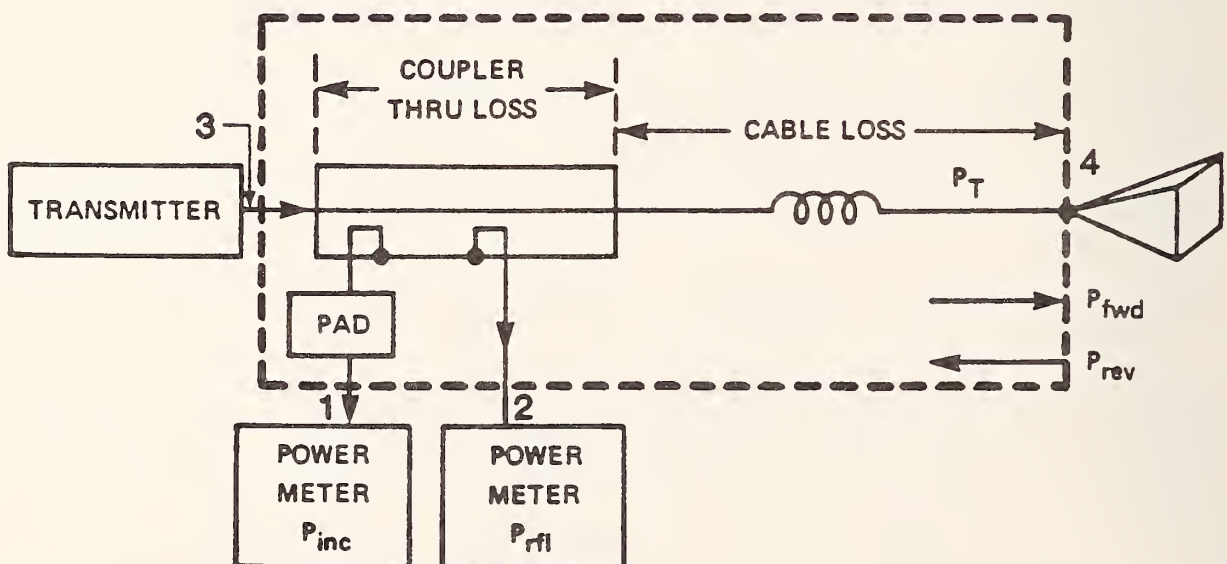 COUPLER
THRU LOSS
3
CABLE LOSS
4
TRANSMITTER
P_T
PAD
P_fwd
P_rev
1
2
POWER
METER
P_inc
POWER
METER
P_rfl